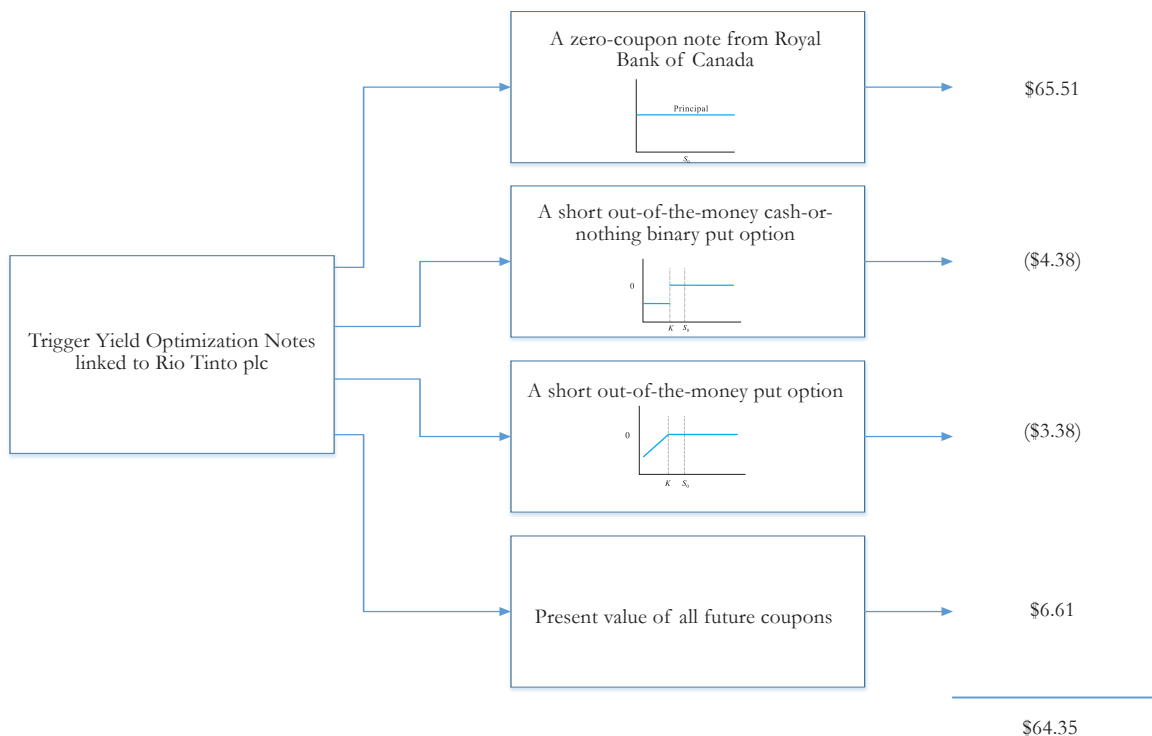 A zero-coupon note from Royal
Bank of Canada
Principal
S₀
$65.51
A short out-of-the-money cash-or-
nothing binary put option
0
K S₀
($4.38)
Trigger Yield Optimization Notes
linked to Rio Tinto plc
A short out-of-the-money put option
0
K S₀
($3.38)
Present value of all future coupons
$6.61
$64.35